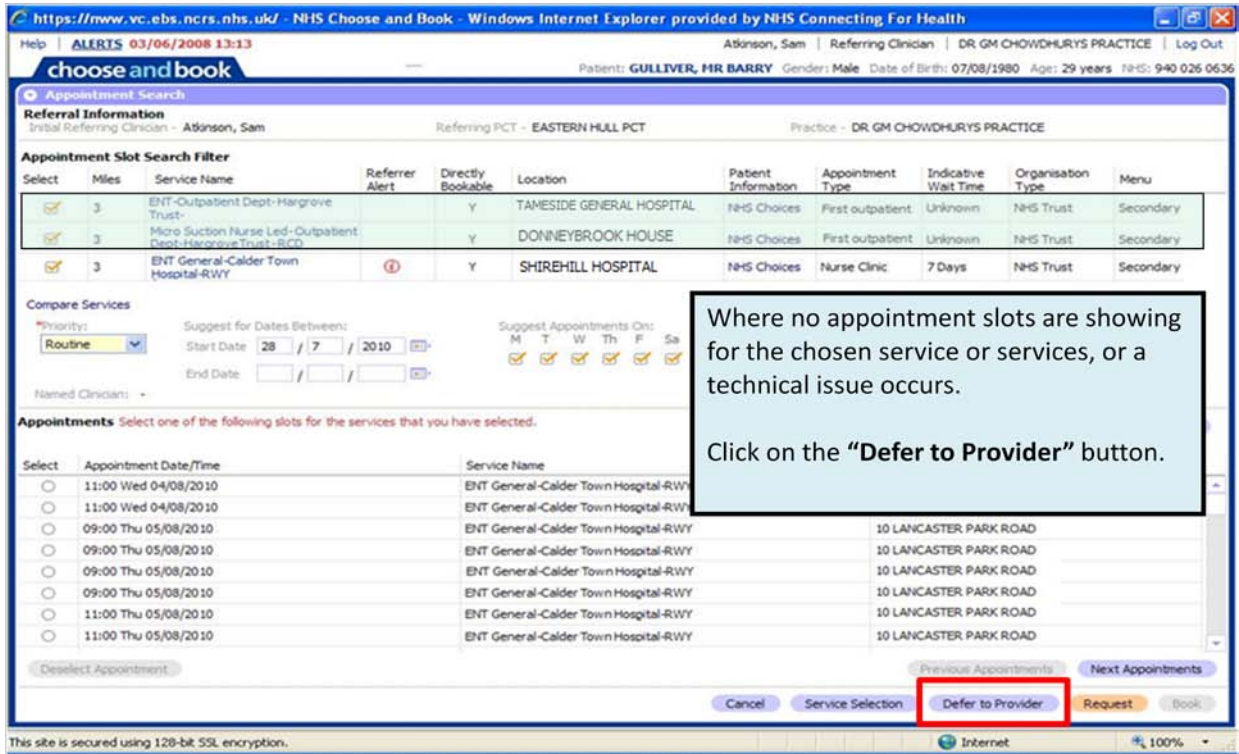 https://nww.vc.ebs.ncrs.nhs.uk/ - NHS Choose and Book - Windows Internet Explorer provided by NHS Connecting For Health
Help | ALERTS 03/06/2008 13:13 Atkinson, Sam | Referring Clinician | DR GM CHOWDHURYS PRACTICE | Log Out
choose and book Patient: GULLIVER, MR BARRY Gender: Male Date of Birth: 07/08/1980 Age: 29 years NHS: 940 026 0636
Appointment Search
Referral Information
Initial Referring Clinician - Atkinson, Sam Referring PCT - EASTERN HULL PCT Practice - DR GM CHOWDHURYS PRACTICE
Appointment Slot Search Filter
Select Miles Service Name Referrer Alert Directly Bookable Location Patient Information Appointment Type Indicative Wait Time Organisation Type Menu
3 ENT-Outpatient Dept-Hargrove Trust- Y TAMESIDE GENERAL HOSPITAL NHS Choices First outpatient Unknown NHS Trust Secondary
3 Micro Suction Nurse Led-Outpatient Dept-HargroveTrust-RCD Y DONNEYBROOK HOUSE NHS Choices First outpatient Unknown NHS Trust Secondary
3 ENT General-Calder Town Hospital-RWY Y SHIREHILL HOSPITAL NHS Choices Nurse Clinic 7 Days NHS Trust Secondary
Compare Services
*Priority: Suggest for Dates Between: Suggest Appointments On:
Routine Start Date 28 / 7 / 2010 M T W Th F Sa
End Date / /
Named Clinician:
Where no appointment slots are showing
for the chosen service or services, or a
technical issue occurs.
Click on the “Defer to Provider” button.
Appointments Select one of the following slots for the services that you have selected.
Select Appointment Date/Time Service Name
11:00 Wed 04/08/2010 ENT General-Calder Town Hospital-RWY
11:00 Wed 04/08/2010 ENT General-Calder Town Hospital-RWY
09:00 Thu 05/08/2010 ENT General-Calder Town Hospital-RWY 10 LANCASTER PARK ROAD
09:00 Thu 05/08/2010 ENT General-Calder Town Hospital-RWY 10 LANCASTER PARK ROAD
09:00 Thu 05/08/2010 ENT General-Calder Town Hospital-RWY 10 LANCASTER PARK ROAD
09:00 Thu 05/08/2010 ENT General-Calder Town Hospital-RWY 10 LANCASTER PARK ROAD
11:00 Thu 05/08/2010 ENT General-Calder Town Hospital-RWY 10 LANCASTER PARK ROAD
11:00 Thu 05/08/2010 ENT General-Calder Town Hospital-RWY 10 LANCASTER PARK ROAD
Deselect Appointment Previous Appointments Next Appointments
Cancel Service Selection Defer to Provider Request Book
This site is secured using 128-bit SSL encryption. Internet 100%